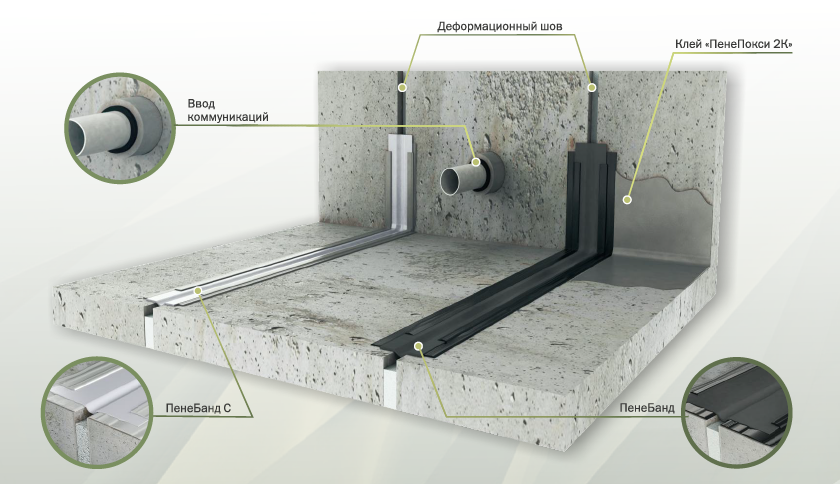 Деформационный шов
Клей «ПенеПокси 2К»
Ввод
коммуникаций
ПенеБанд С
ПенеБанд